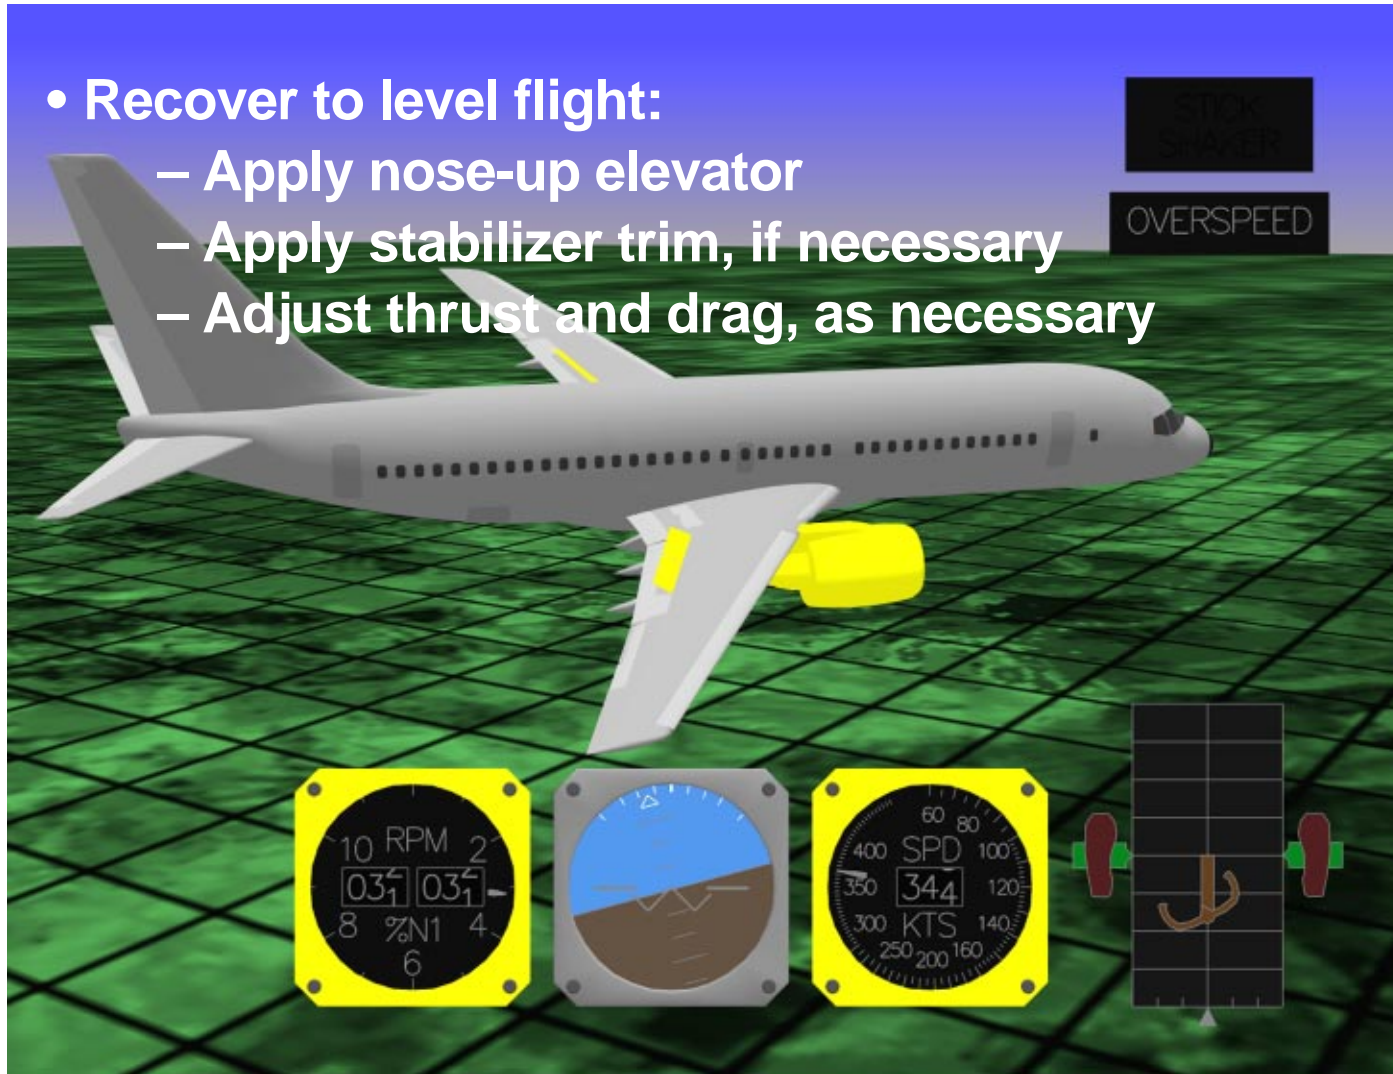 • Recover to level flight:
– Apply nose-up elevator
– Apply stabilizer trim, if necessary
– Adjust thrust and drag, as necessary
STICK
SHAKER
OVERSPEED
10 RPM 2
8 %N1 4
6
60 80
400 SPD 100
350 344 120
300 KTS 140
250 200 160